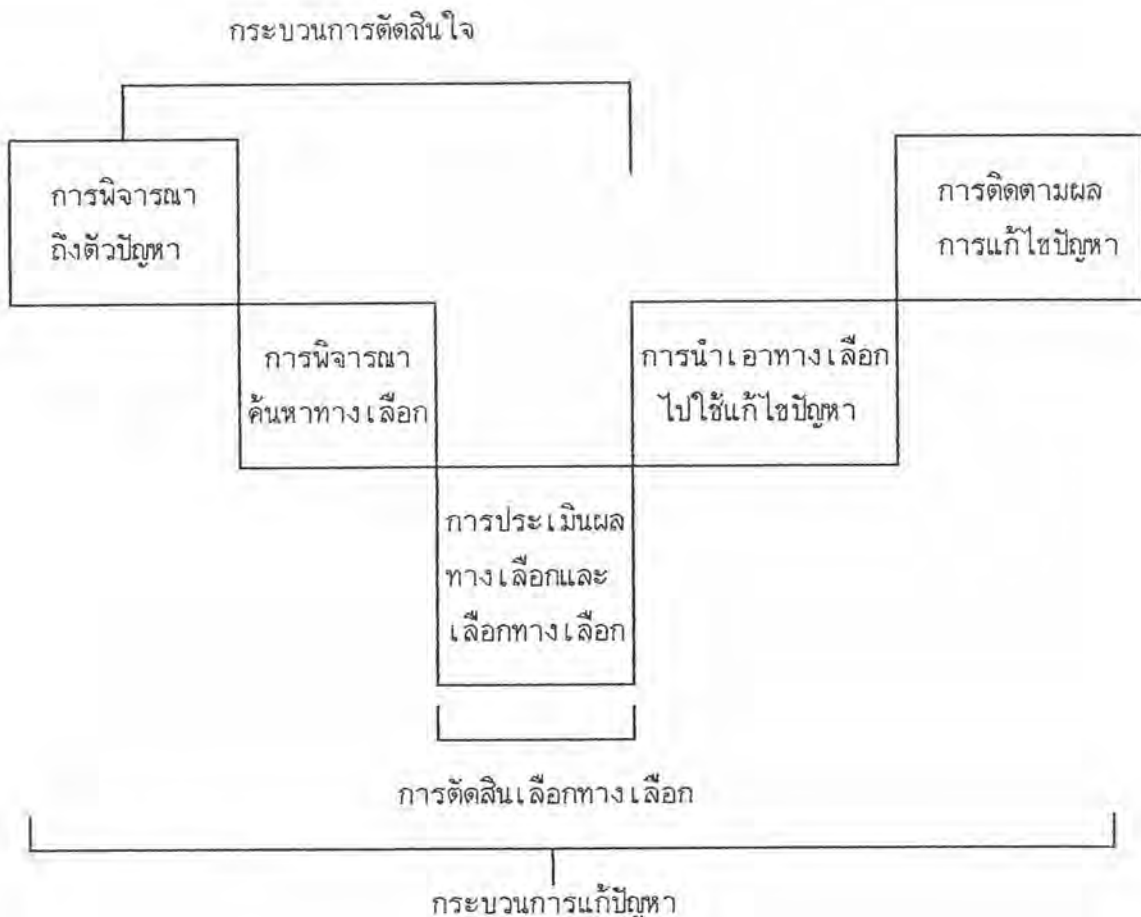 กระบวนการตัดสินใจ
การพิจารณา
ถึงตัวปัญหา
การติดตามผล
การแก้ไขปัญหา
การพิจารณา
ค้นหาทางเลือก
การนำเอาทางเลือก
ไปใช้แก้ไขปัญหา
การประเมินผล
ทางเลือกและ
เลือกทางเลือก
การตัดสินเลือกทางเลือก
กระบวนการแก้ปัญหา